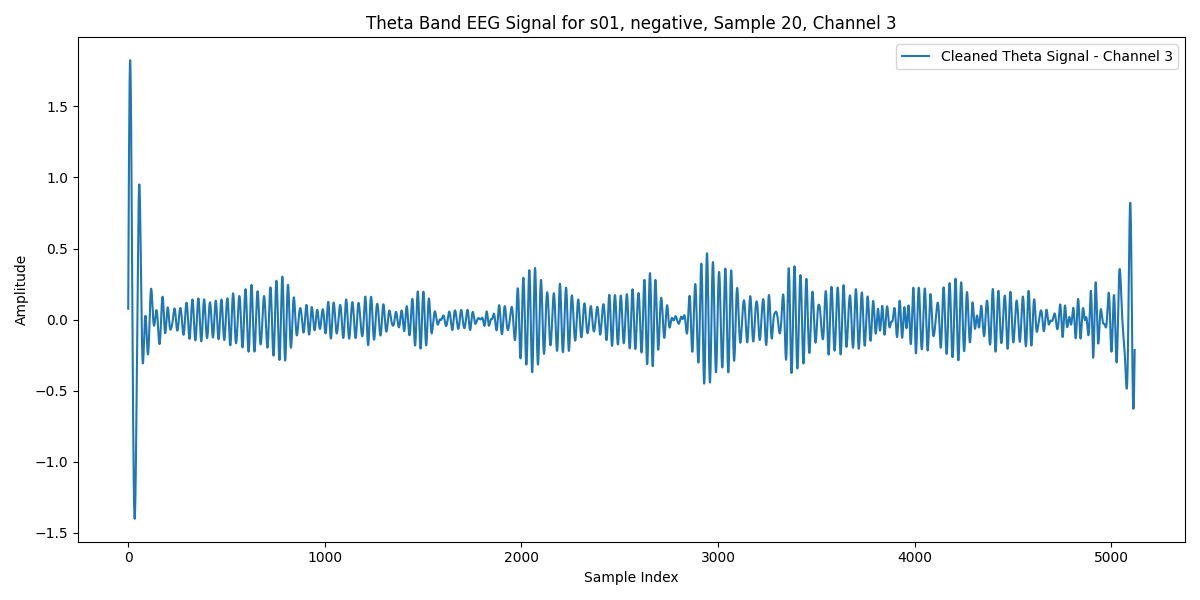 Theta Band EEG Signal for s01, negative, Sample 20, Channel 3
Cleaned Theta Signal - Channel 3
Amplitude
1.5
1.0
0.5
0.0
−0.5
−1.0
−1.5
0 1000 2000 3000 4000 5000
Sample Index